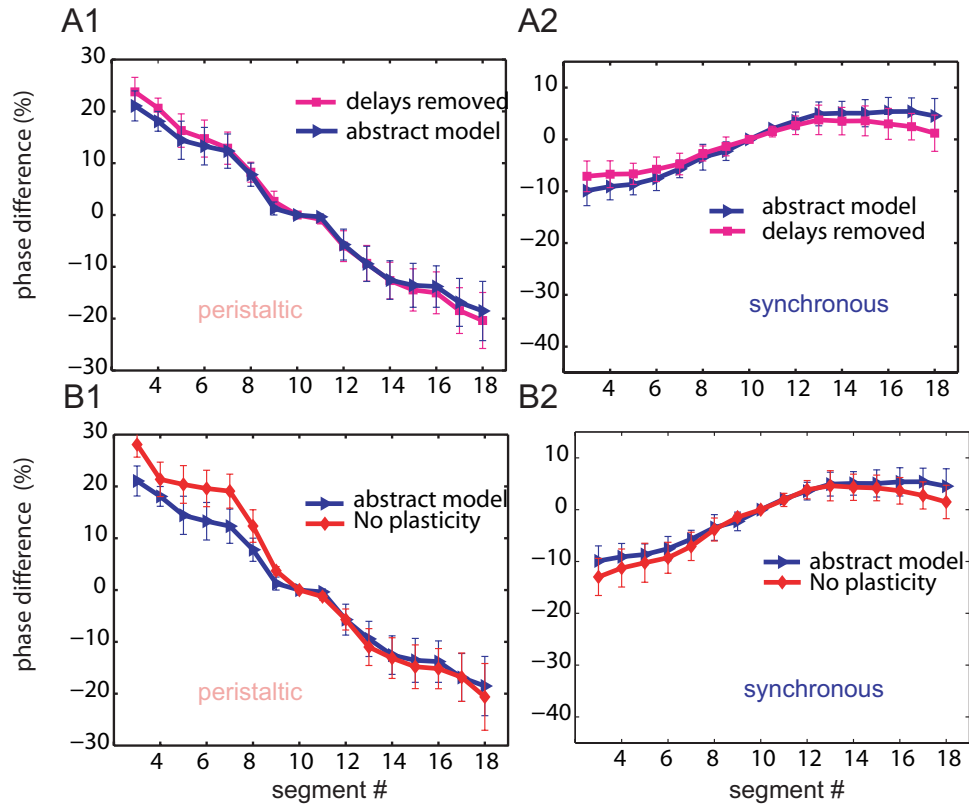 A1
30
20
10
0
−10
−20
−30
phase difference (%)
delays removed
abstract model
peristaltic
4 6 8 10 12 14 16 18
A2
10
0
−10
−20
−30
−40
abstract model
delays removed
synchronous
4 6 8 10 12 14 16 18
B1
30
20
10
0
−10
−20
−30
phase difference (%)
abstract model
No plasticity
peristaltic
4 6 8 10 12 14 16 18
segment #
B2
10
0
−10
−20
−30
−40
abstract model
No plasticity
synchronous
4 6 8 10 12 14 16 18
segment #